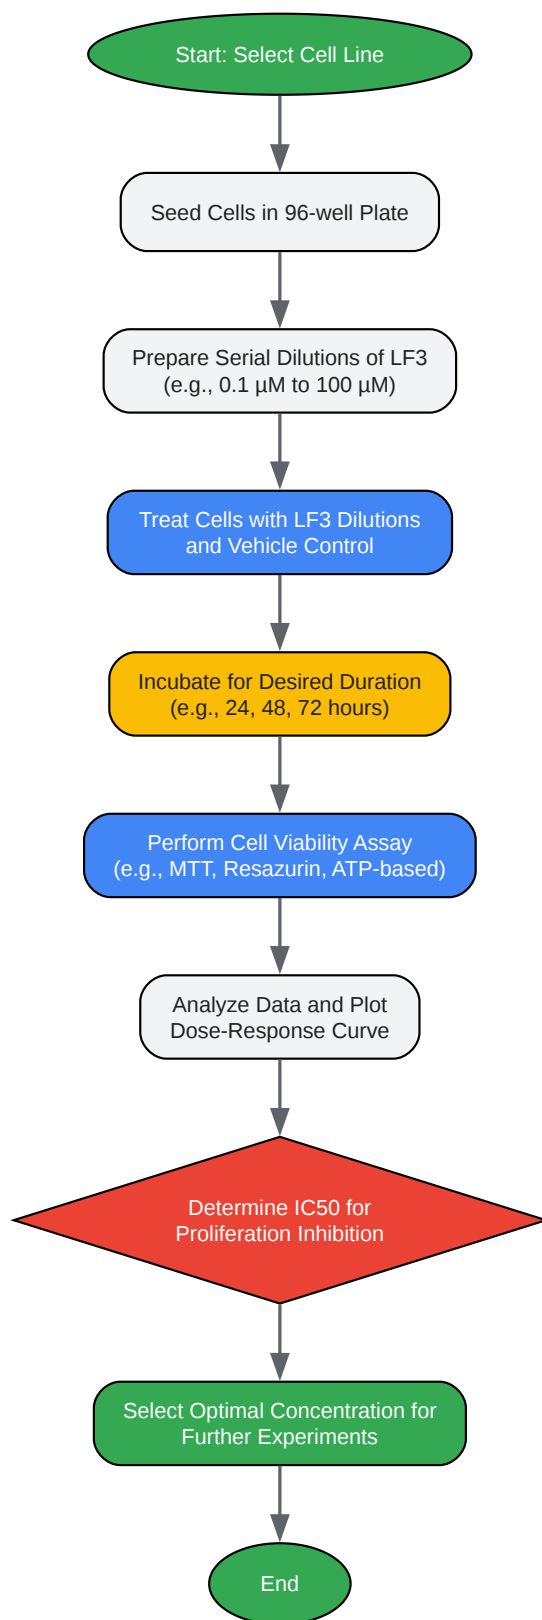 Start: Select Cell Line
Seed Cells in 96-well Plate
Prepare Serial Dilutions of LF3
(e.g., 0.1 µM to 100 µM)
Treat Cells with LF3 Dilutions
and Vehicle Control
Incubate for Desired Duration
(e.g., 24, 48, 72 hours)
Perform Cell Viability Assay
(e.g., MTT, Resazurin, ATP-based)
Analyze Data and Plot
Dose-Response Curve
Determine IC50 for
Proliferation Inhibition
Select Optimal Concentration for
Further Experiments
End